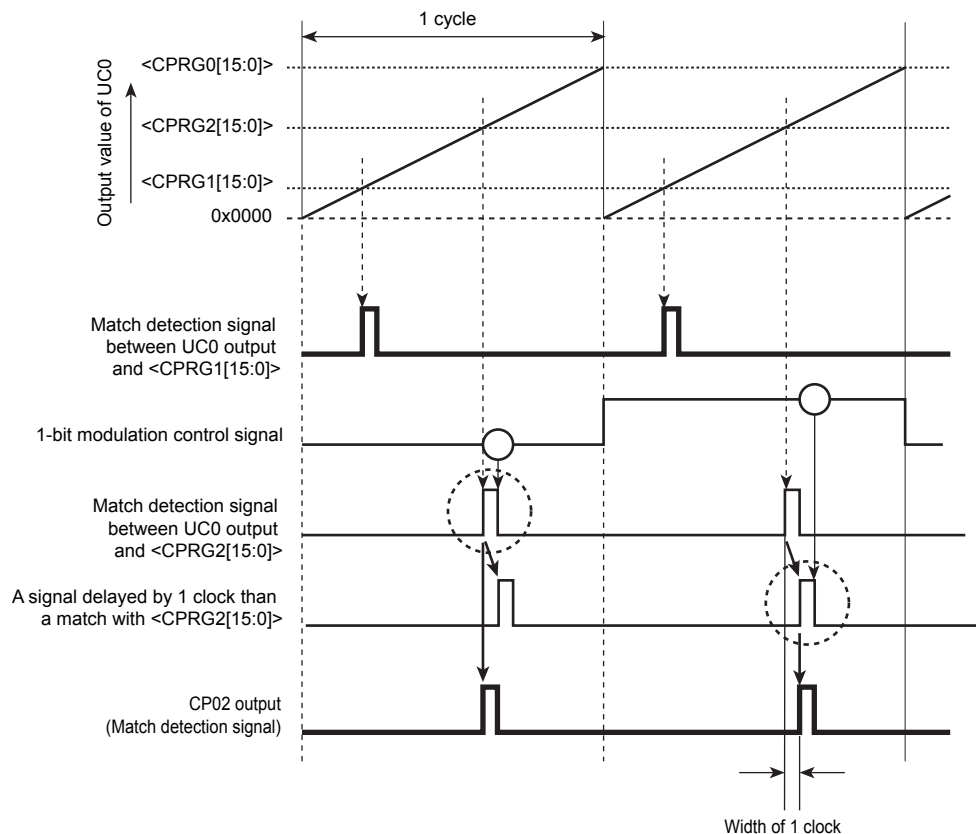 1 cycle
Output value of UC0
<CPRG0[15:0]>
<CPRG2[15:0]>
<CPRG1[15:0]>
0x0000
Match detection signal
between UC0 output
and <CPRG1[15:0]>
1-bit modulation control signal
Match detection signal
between UC0 output
and <CPRG2[15:0]>
A signal delayed by 1 clock than
a match with <CPRG2[15:0]>
CP02 output
(Match detection signal)
Width of 1 clock